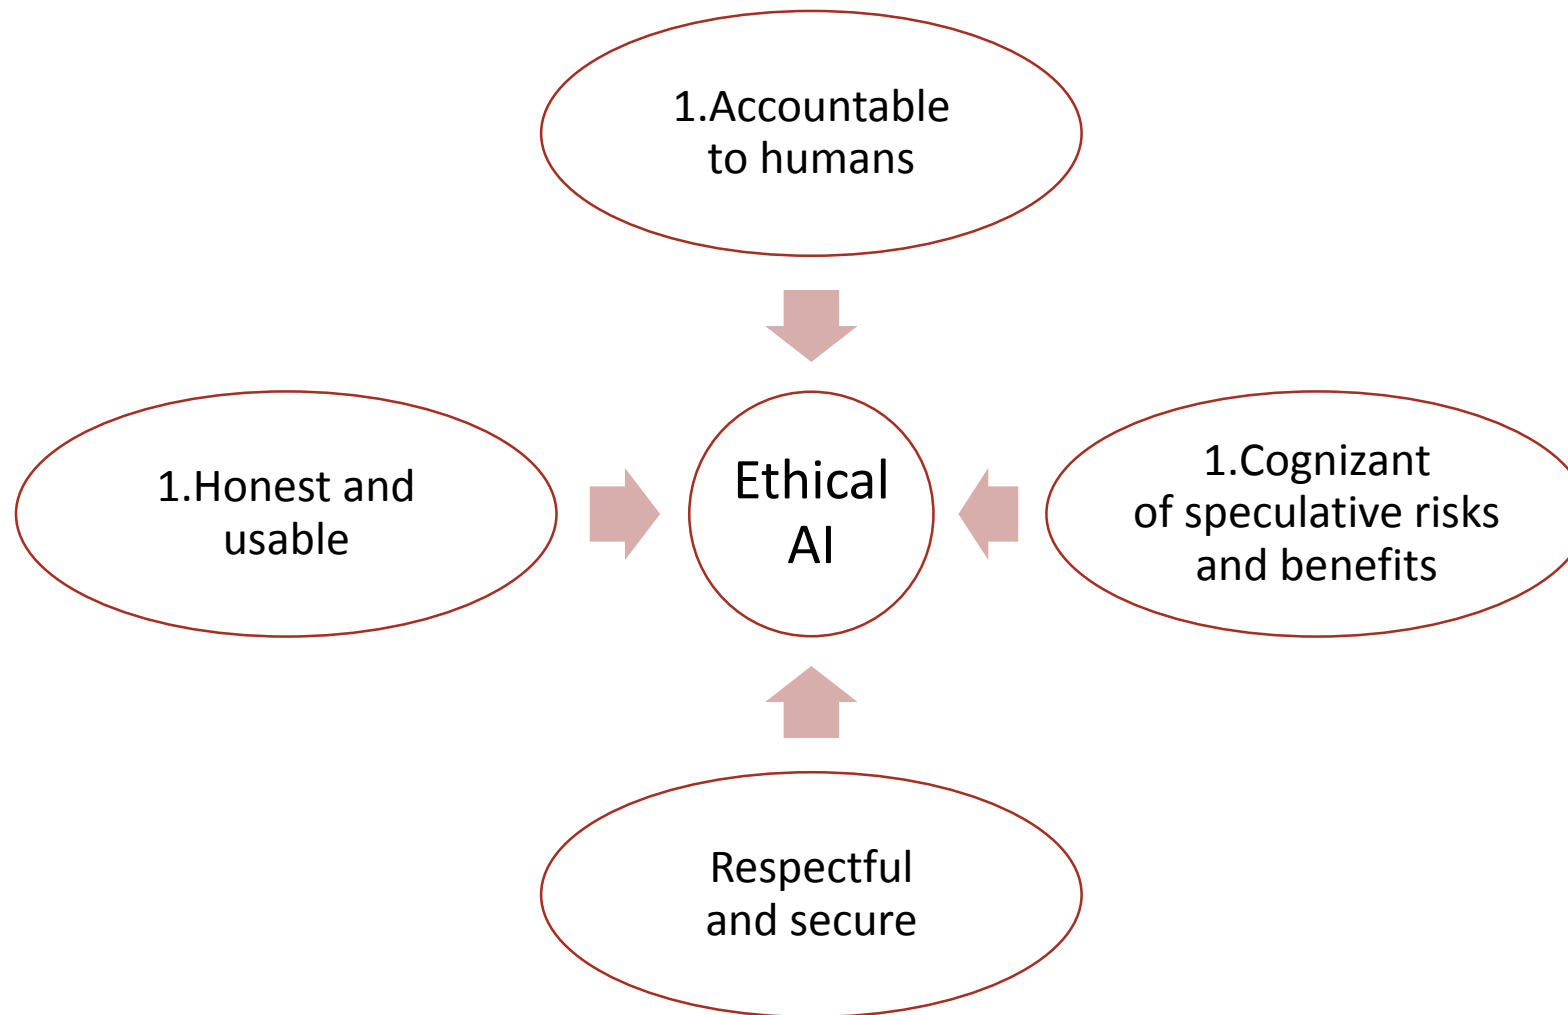 1.Accountable
to humans
1.Honest and
usable
Ethical
AI
1.Cognizant
of speculative risks
and benefits
Respectful
and secure